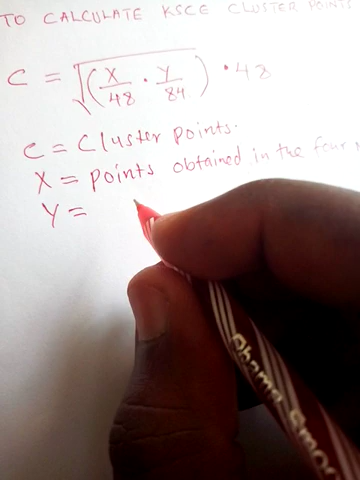 TO CALCULATE KSCE CLUSTER POINTS
C = √(X/48 · Y/84) · 48
C = Cluster points.
X = points obtained in the four
Y =